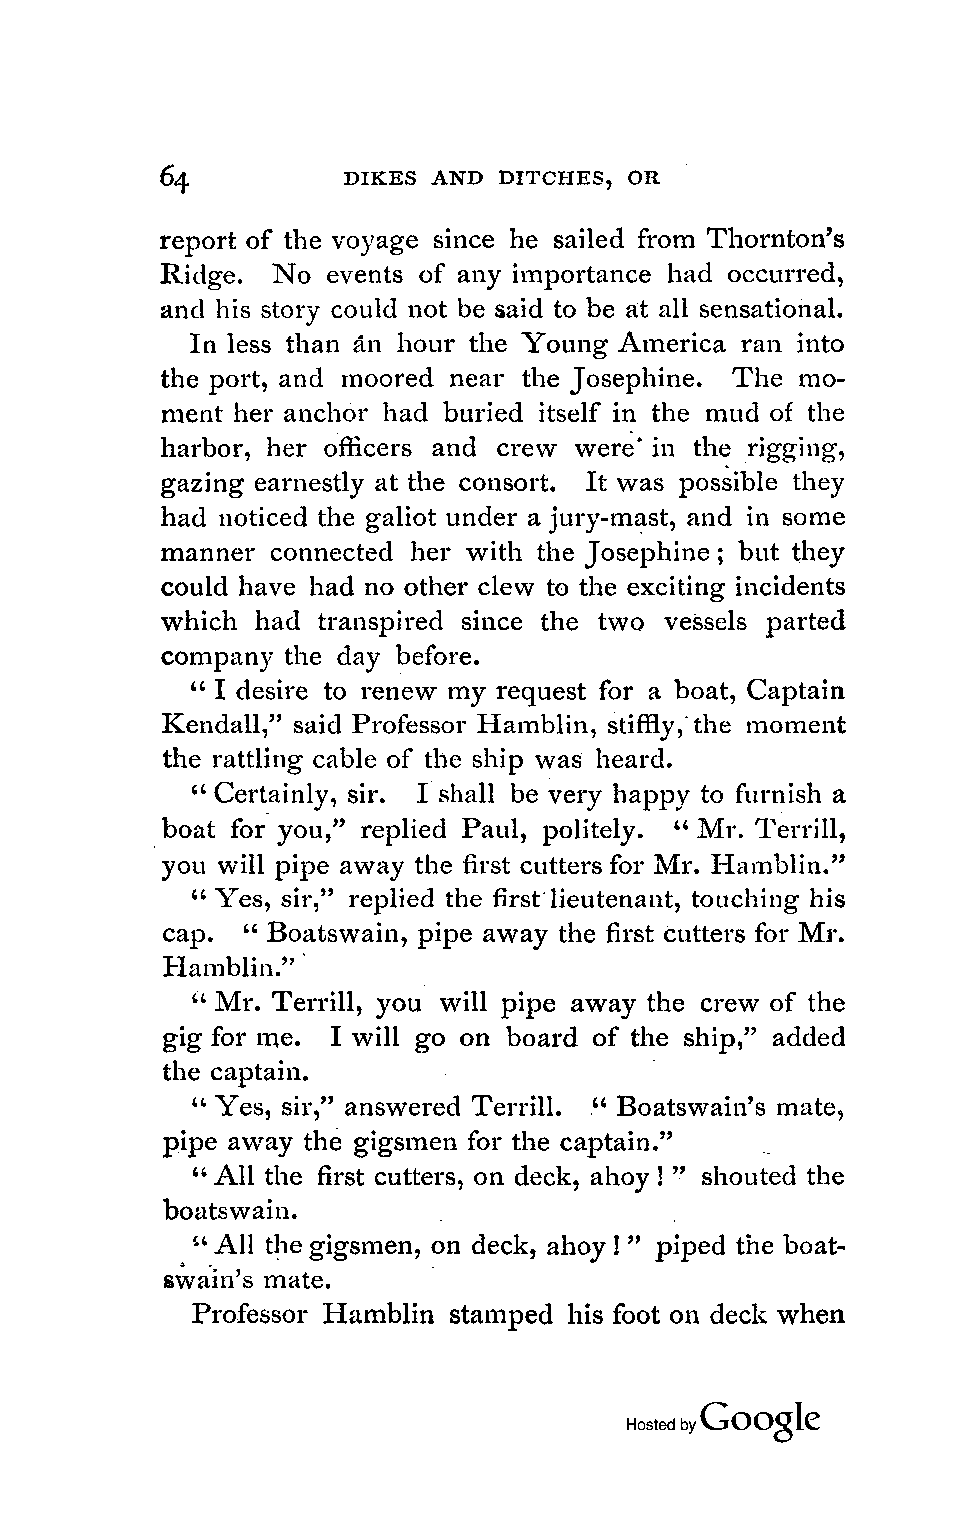 64 DIKES AND DITCHES, OR
report of the voyage since he sailed from Thornton's
Ridge. No events of any importance had occurred,
and his story could not be said to be at all sensational.
In less than an hour the Young America ran into
the port, and moored near the Josephine. The mo-
ment her anchor had buried itself in the mud of the
harbor, her officers and crew were in the rigging,
gazing earnestly at the consort. It was possible they
had noticed the galiot under a jury-mast, and in some
manner connected her with the Josephine; but they
could have had no other clew to the exciting incidents
which had transpired since the two vessels parted
company the day before.
"I desire to renew my request for a boat, Captain
Kendall," said Professor Hamblin, stiffly, the moment
the rattling cable of the ship was heard.
"Certainly, sir. I shall be very happy to furnish a
boat for you," replied Paul, politely. "Mr. Terrill,
you will pipe away the first cutters for Mr. Hamblin."
"Yes, sir," replied the first lieutenant, touching his
cap. "Boatswain, pipe away the first cutters for Mr.
Hamblin."
"Mr. Terrill, you will pipe away the crew of the
gig for me. I will go on board of the ship," added
the captain.
"Yes, sir," answered Terrill. "Boatswain's mate,
pipe away the gigsmen for the captain."
"All the first cutters, on deck, ahoy!" shouted the
boatswain.
"All the gigsmen, on deck, ahoy!" piped the boat-
swain's mate.
Professor Hamblin stamped his foot on deck when
Hosted by Google